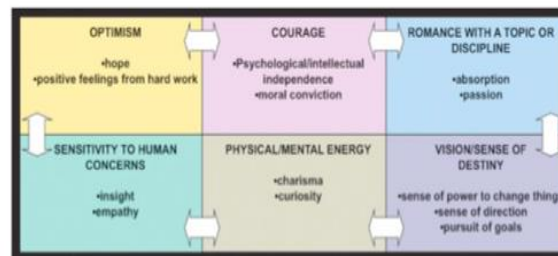 OPTIMISM
•hope
•positive feelings from hard work
COURAGE
•Psychological/intellectual
independence
•moral conviction
ROMANCE WITH A TOPIC OR
DISCIPLINE
•absorption
•passion
SENSITIVITY TO HUMAN
CONCERNS
•insight
•empathy
PHYSICAL/MENTAL ENERGY
•charisma
•curiosity
VISION/SENSE OF
DESTINY
•sense of power to change thing
•sense of direction
•pursuit of goals